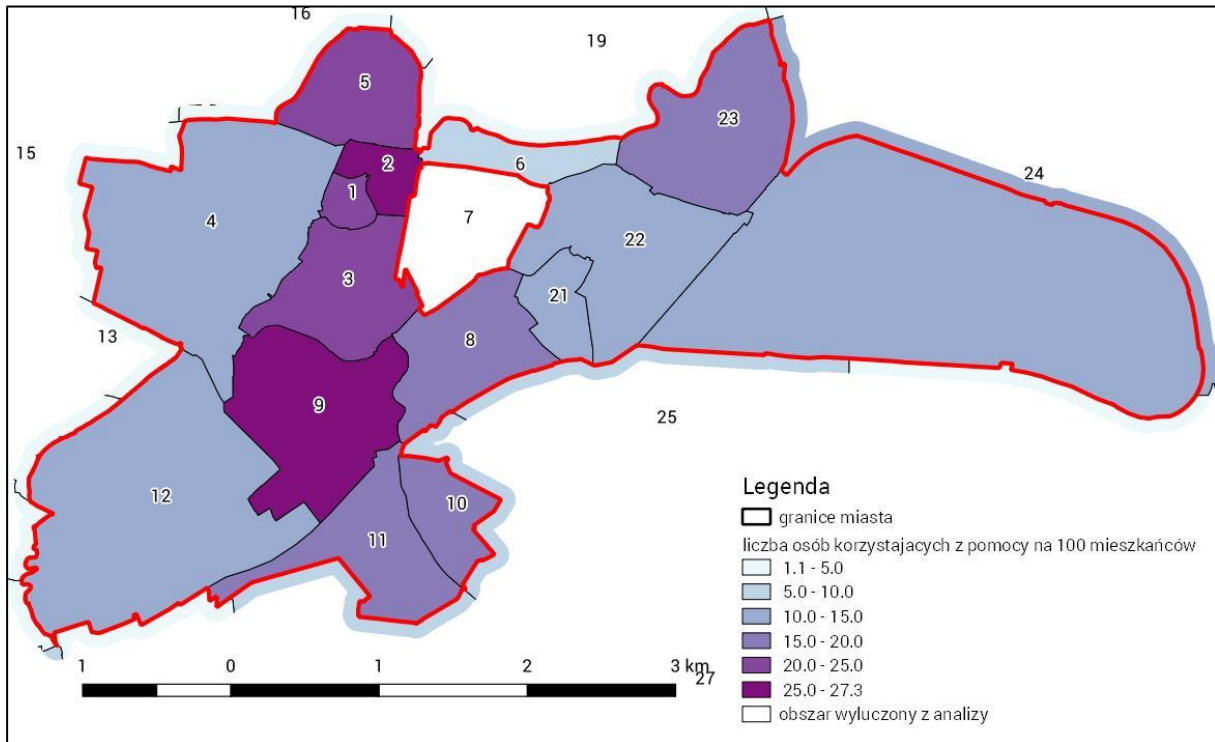 16
19
5
23
15
2
6
24
1
4
7
22
3
21
13
8
9
25
12
10
11
Legenda
granice miasta
liczba osób korzystajacych z pomocy na 100 mieszkańców
1.1 - 5.0
5.0 - 10.0
10.0 - 15.0
15.0 - 20.0
20.0 - 25.0
25.0 - 27.3
obszar wyluczony z analizy
1 0 1 2 3 km
27